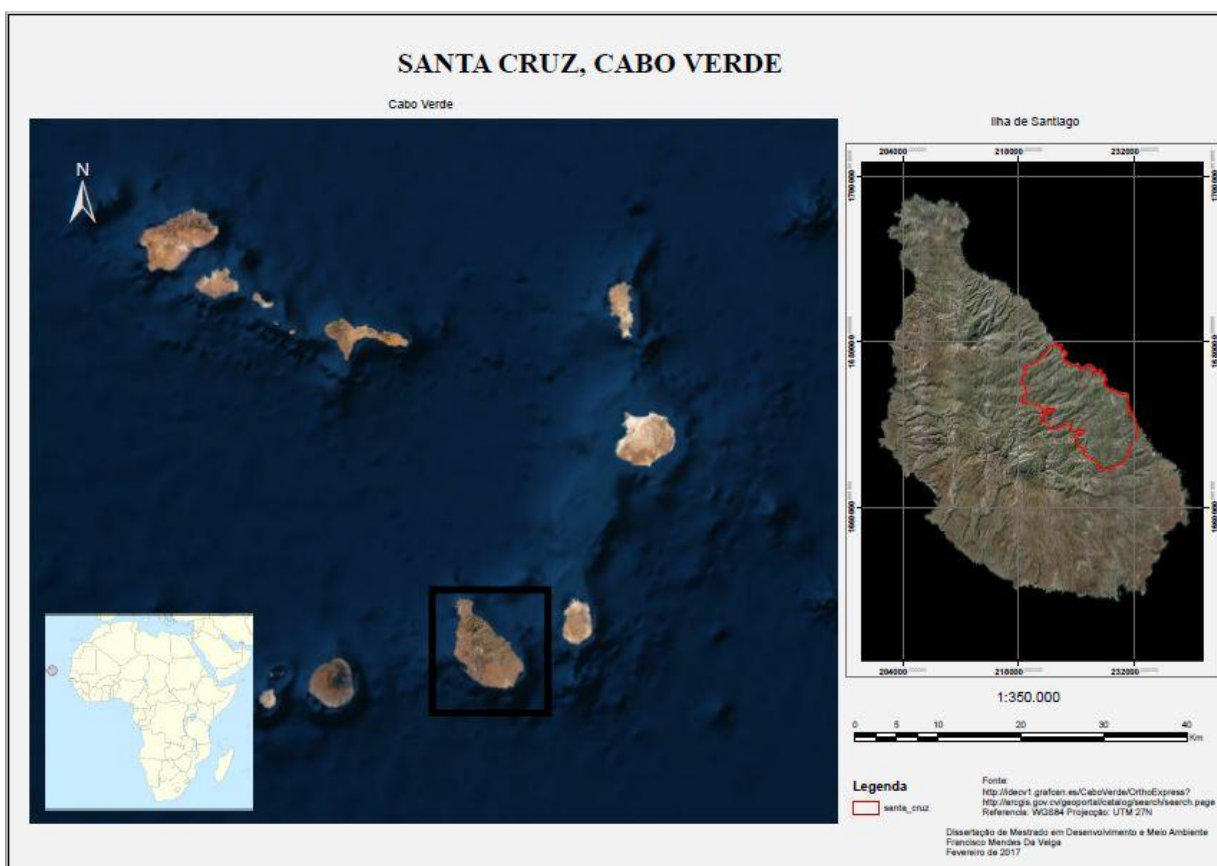 SANTA CRUZ, CABO VERDE
Cabo Verde
N
Ilha de Santiago
204000 218000 232000
1700000 1700000
1680000 1680000
1660000 1660000
204000 218000 232000
1:350.000
0 5 10 20 30 40
Km
Legenda
santa_cruz
Fonte:
http://idecv1.grafcan.es/CaboVerde/OrthoExpress?
http://arcgis.gov.cv/geoportal/catalog/search/search.page
Referencia: WGS84 Projecção: UTM 27N
Dissertação de Mestrado em Desenvolvimento e Meio Ambiente
Francisco Mendes Da Veiga
Fevereiro de 2017